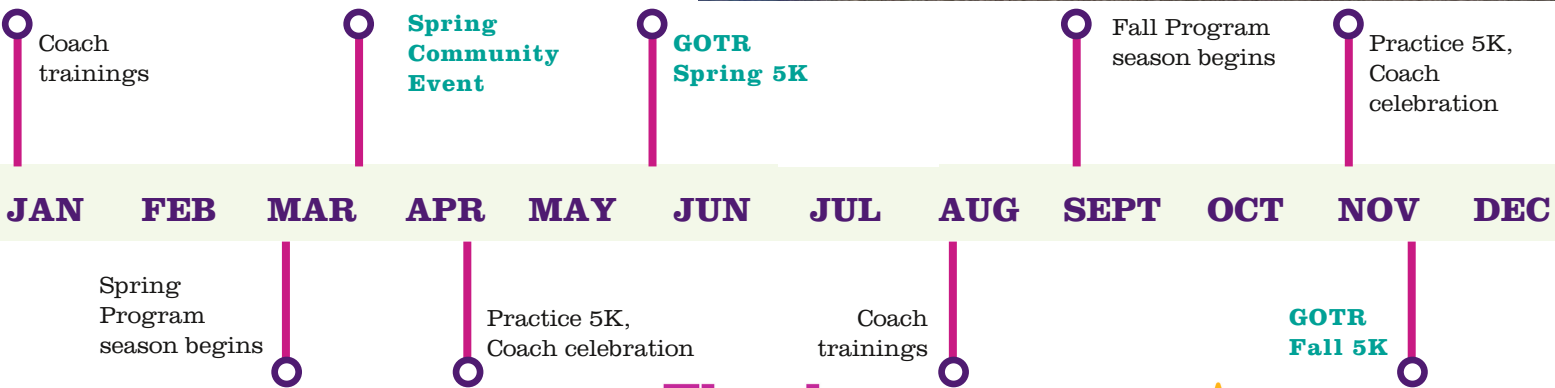 Coach
trainings
Spring
Community
Event
GOTR
Spring 5K
Fall Program
season begins
Practice 5K,
Coach
celebration
JAN FEB MAR APR MAY JUN JUL AUG SEPT OCT NOV DEC
Spring
Program
season begins
Practice 5K,
Coach celebration
Coach
trainings
GOTR
Fall 5K